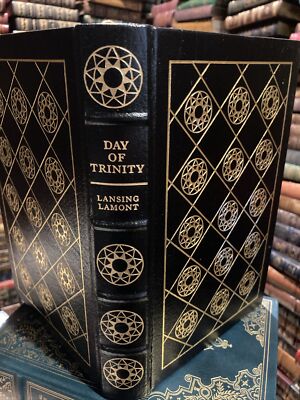 DAY
OF
TRINITY
LANSING
LAMONT